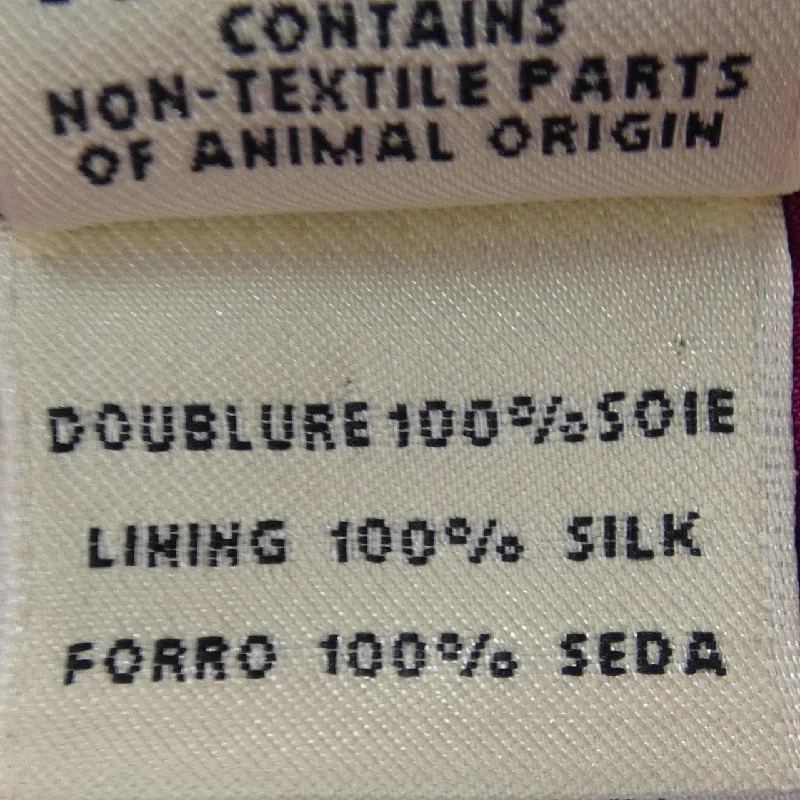 CONTAINS
NON-TEXTILE PARTS
OF ANIMAL ORIGIN
DOUBLURE 100% SOIE
LINING 100% SILK
FORRO 100% SEDA